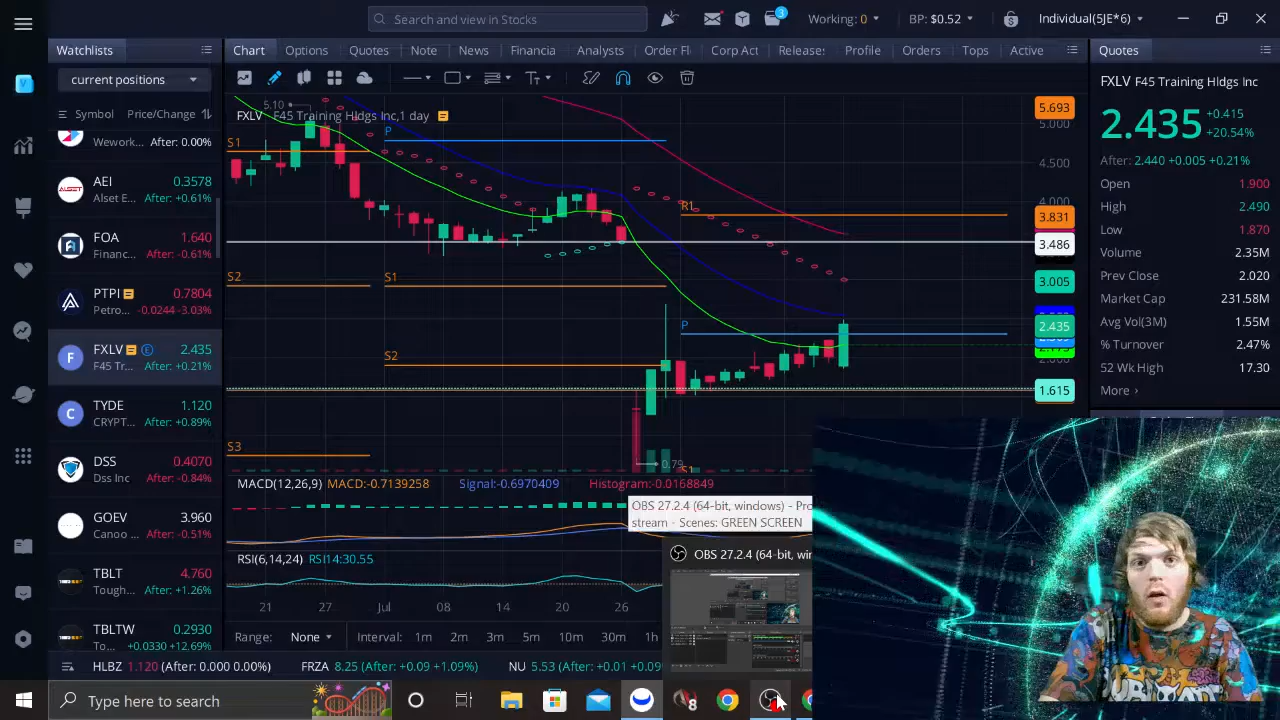 Search and view in Stocks
3
Working: 0
BP: $0.52
Individual(5JE*6)
Watchlists
Chart
Options
Quotes
Note
News
Financia
Analysts
Order Fl
Corp Act
Release:
Profile
Orders
Tops
Active
Quotes
current positions
Symbol
Price/Change
Wework...
After: 0.00%
AEI
0.3578
Alset E...
After: +0.61%
FOA
1.640
Financ...
After: -0.61%
PTPI
0.7804
Petro...
-0.0244 -3.03%
FXLV
2.435
F45 Tr...
After: +0.21%
TYDE
1.120
CRYPT...
After: +0.89%
DSS
0.4070
Dss Inc
After: -0.84%
GOEV
3.960
Canoo ...
After: -0.51%
TBLT
4.760
Tough...
After: +1.26%
TBLTW
0.2930
Tough...
+0.0330 +12.69%
FXLV F45 Training Hldgs Inc,1 day
5.10
S1
P
S2
S1
R1
P
S2
S3
0.79
S1
5.693
5.000
4.500
4.000
3.831
3.486
3.005
2.435
2.000
1.615
MACD(12,26,9) MACD:-0.7139258 Signal:-0.6970409 Histogram:-0.0168849
OBS 27.2.4 (64-bit, windows) - Pro
stream - Scenes: GREEN SCREEN
OBS 27.2.4 (64-bit, wi
RSI(6,14,24) RSI14:30.55
21
27
Jul
08
14
20
26
Range: None
Interval: 1m 2m 3m 5m 10m 30m 1h
FXLV F45 Training Hldgs Inc
2.435
+0.415
+20.54%
After: 2.440 +0.005 +0.21%
Open 1.900
High 2.490
Low 1.870
Volume 2.35M
Prev Close 2.020
Market Cap 231.58M
Avg Vol(3M) 1.55M
% Turnover 2.47%
52 Wk High 17.30
More ›
BZ 1.120 (After: 0.000 0.00%)
FRZA 8.25 (After: +0.09 +1.09%)
Type here to search